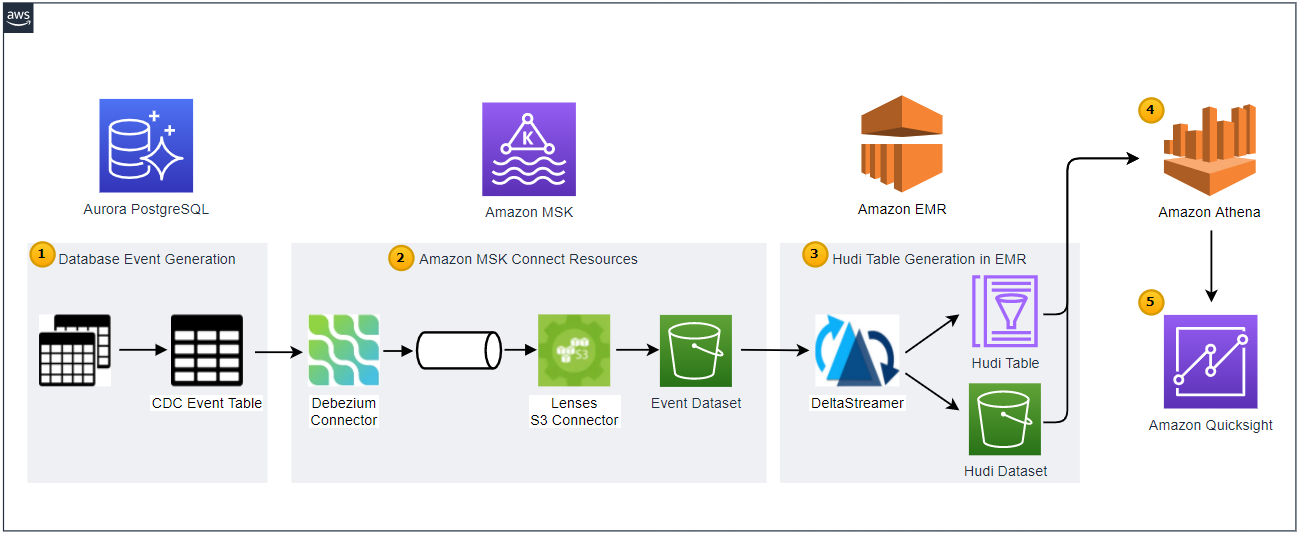 aws
Aurora PostgreSQL
K
Amazon MSK
Amazon EMR
4
Amazon Athena
1
Database Event Generation
2
Amazon MSK Connect Resources
3
Hudi Table Generation in EMR
CDC Event Table
Debezium
Connector
S3
Lenses
S3 Connector
Event Dataset
DeltaStreamer
Hudi Table
Hudi Dataset
5
Amazon Quicksight